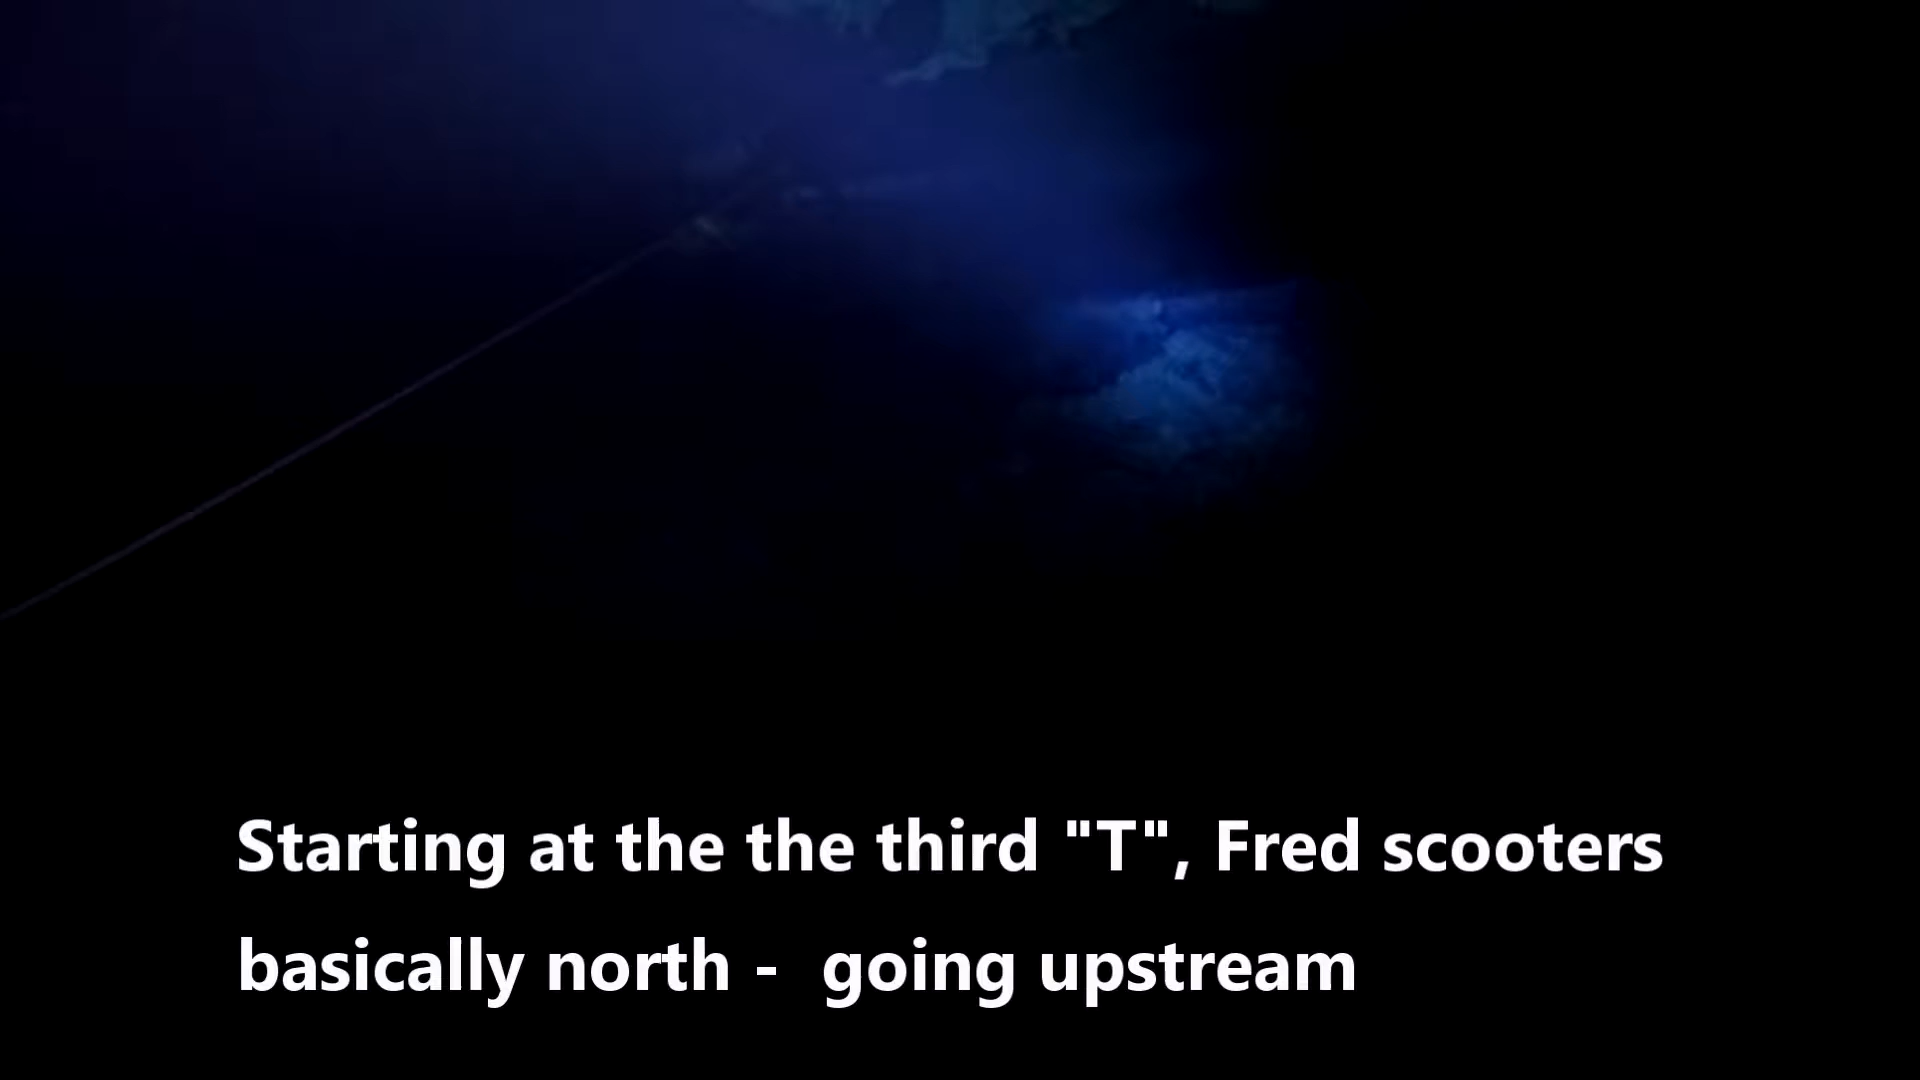 Starting at the the third "T", Fred scooters
basically north -  going upstream